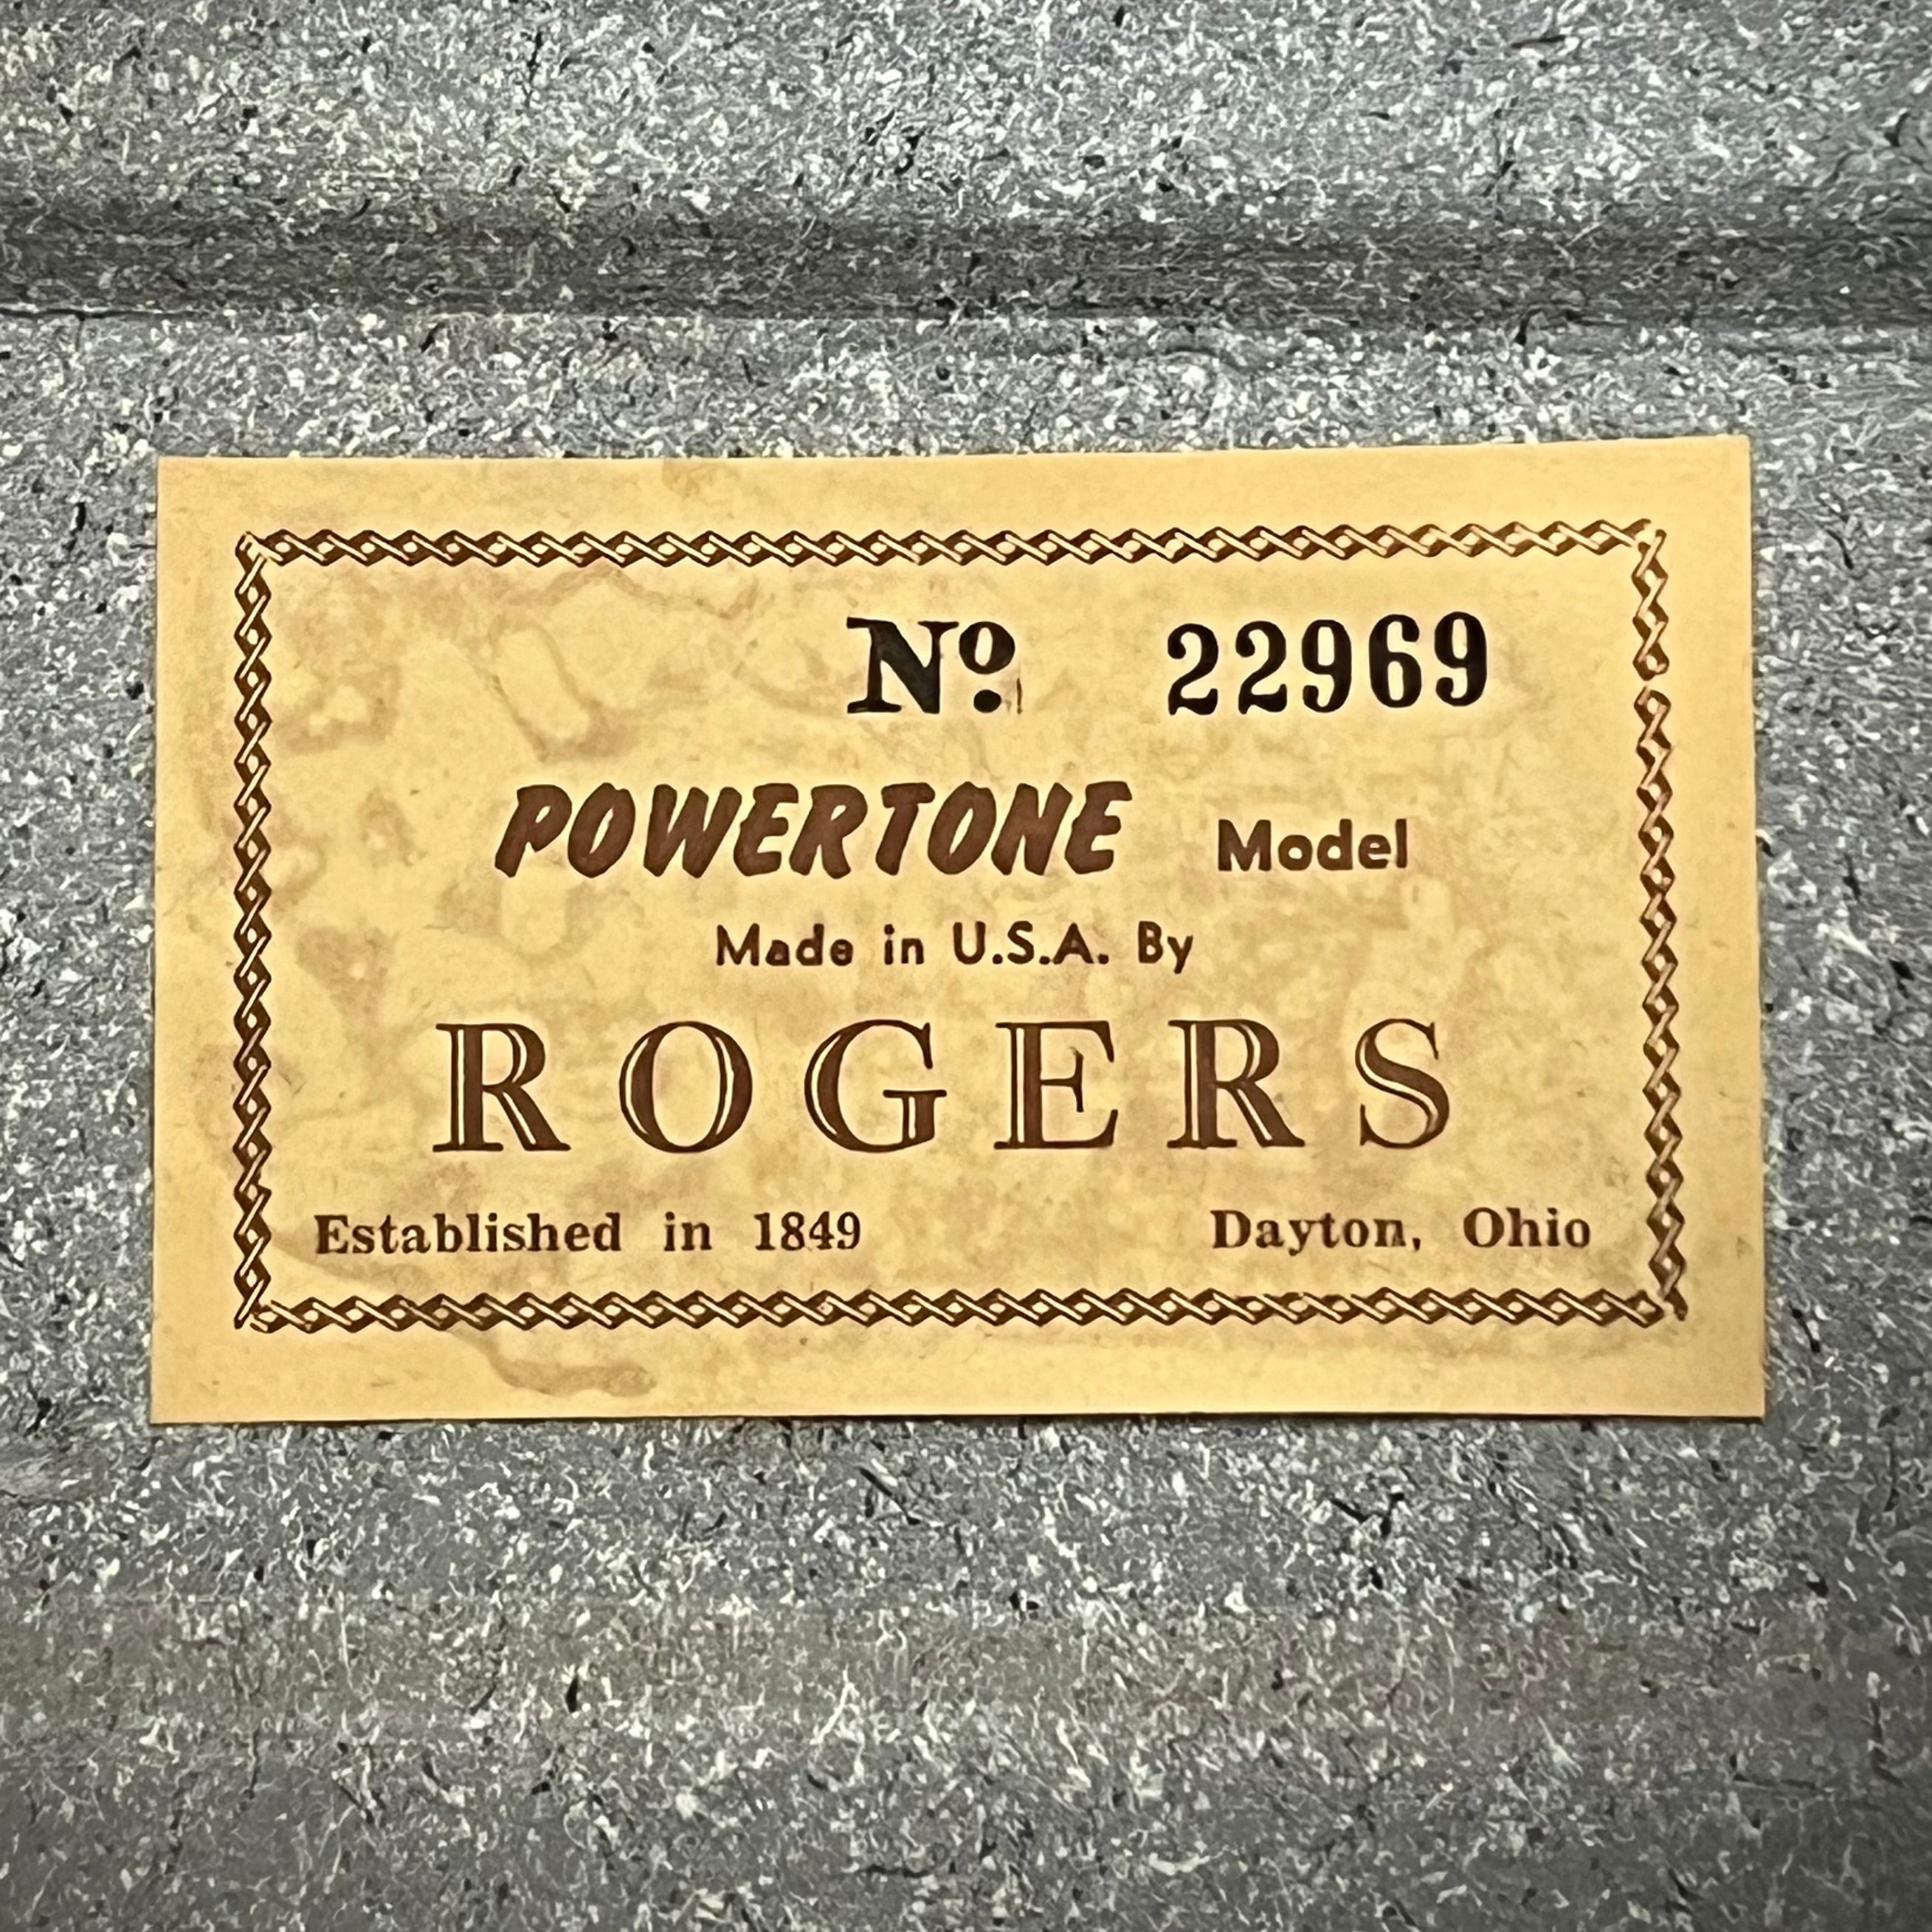 Nº 22969
POWERTONE Model
Made in U.S.A. By
ROGERS
Established in 1849 Dayton, Ohio